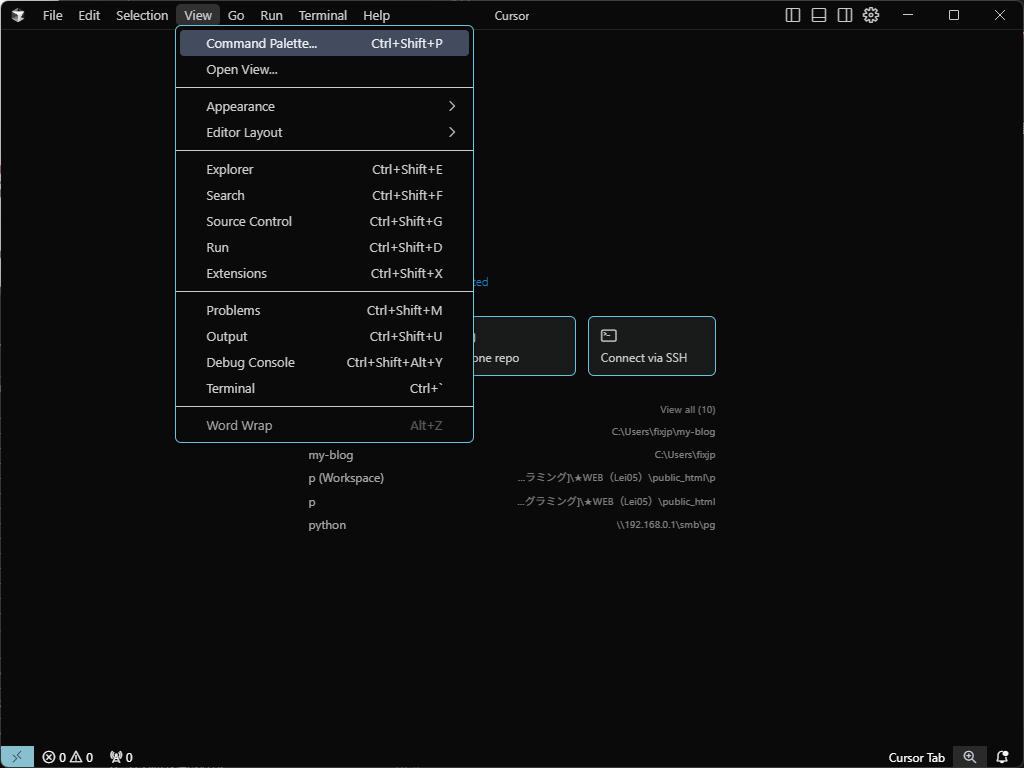 File Edit Selection View Go Run Terminal Help Cursor
Command Palette... Ctrl+Shift+P
Open View...
Appearance
Editor Layout
Explorer Ctrl+Shift+E
Search Ctrl+Shift+F
Source Control Ctrl+Shift+G
Run Ctrl+Shift+D
Extensions Ctrl+Shift+X
Problems Ctrl+Shift+M
Output Ctrl+Shift+U
Debug Console Ctrl+Shift+Alt+Y
Terminal Ctrl+`
Word Wrap Alt+Z
one repo
Connect via SSH
View all (10)
C:\Users\fixjp\my-blog
my-blog C:\Users\fixjp
p (Workspace) ...ラミング]\★WEB（Lei05）\public_html\p
p ...グラミング]\★WEB（Lei05）\public_html
python \\192.168.0.1\smb\pg
0 0 0 Cursor Tab